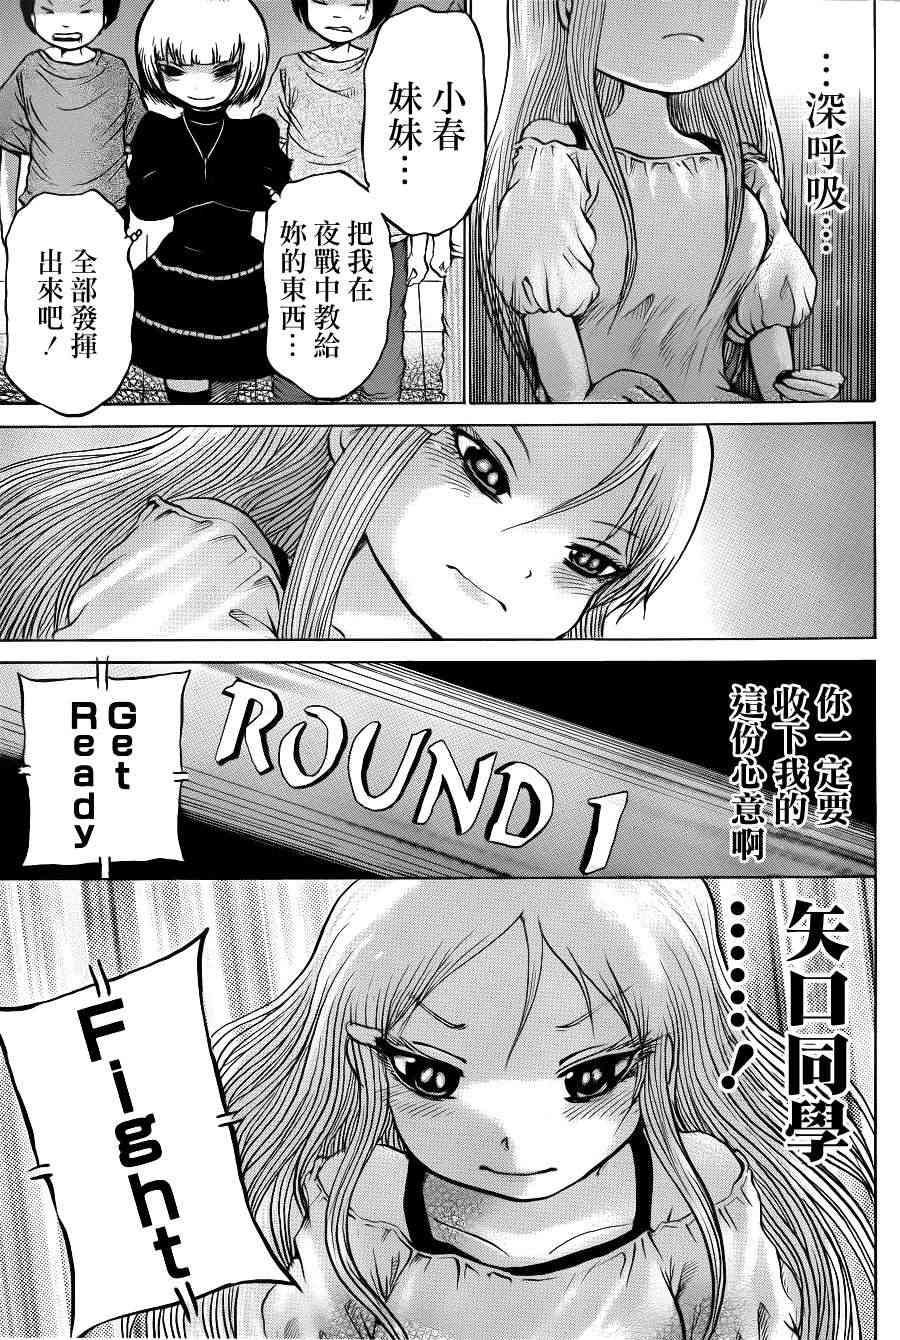 …深呼吸…
小春
妹妹…
把我在
夜戰中教給
妳的東西…
全部發揮
出來吧！
你一定要
收下我的
這份心意啊
ROUND 1
Get
Ready
矢口同學
………！
Fight